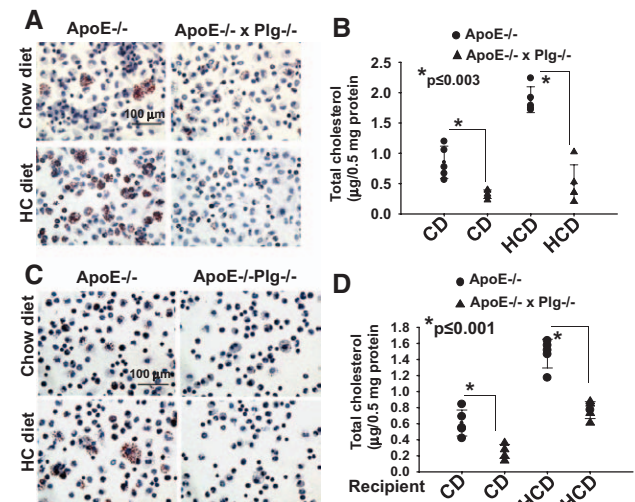 A
ApoE-/-
ApoE-/- x Plg-/-
Chow diet
HC diet
100 µm
B
ApoE-/-
ApoE-/- x Plg-/-
*p≤0.003
Total cholesterol
(µg/0.5 mg protein
2.5
2.0
1.5
1.0
0.5
0.0
*
*
CD
CD
HCD
HCD
C
ApoE-/-
ApoE-/-Plg-/-
Chow diet
HC diet
100 µm
D
ApoE-/-
ApoE-/- x Plg-/-
*p≤0.001
Total cholesterol
(µg/0.5 mg protein
1.8
1.6
1.4
1.2
1.0
0.8
0.6
0.4
0.2
0.0
*
*
Recipient
CD
CD
HCD
HCD